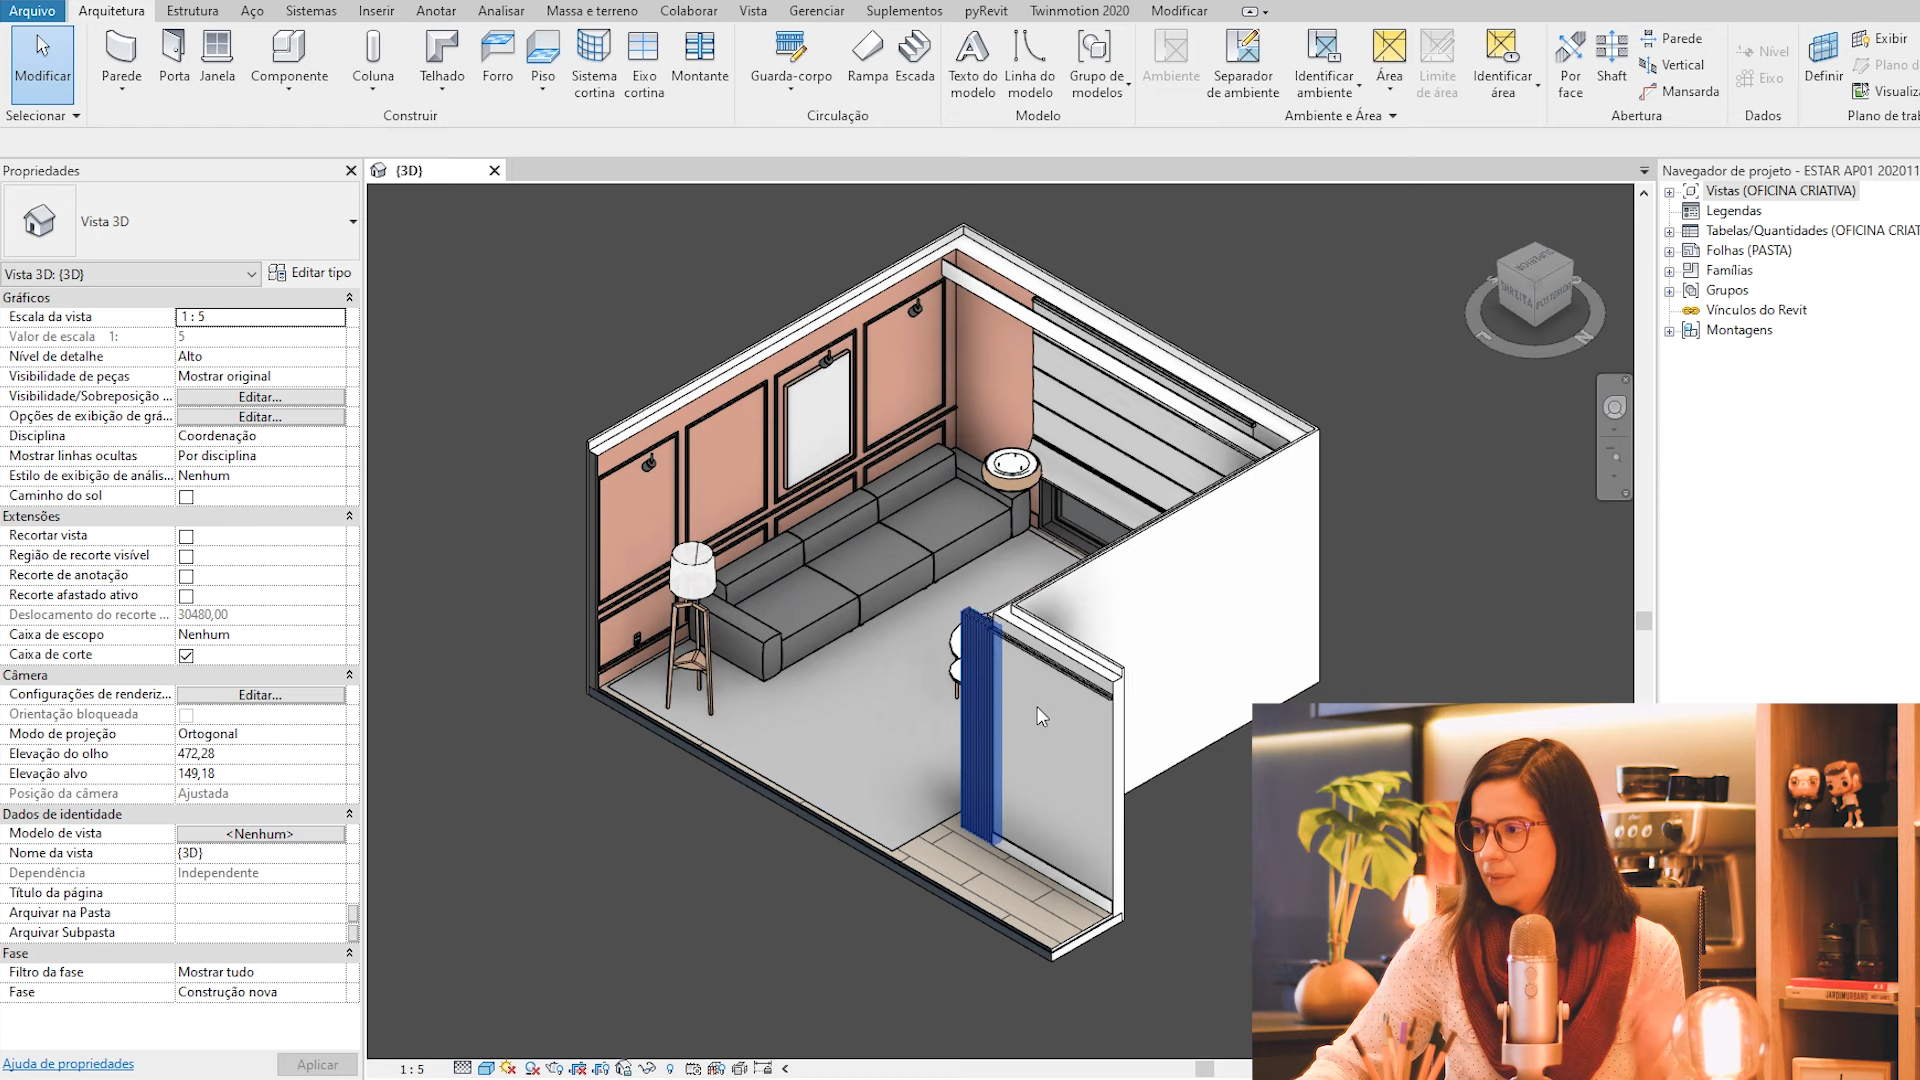 Arquivo Arquitetura Estrutura Aço Sistemas Inserir Anotar Analisar Massa e terreno Colaborar Vista Gerenciar Suplementos pyRevit Twinmotion 2020 Modificar
Modificar Parede Porta Janela Componente Coluna Telhado Forro Piso Sistema cortina Eixo cortina Montante Guarda-corpo Rampa Escada Texto do modelo Linha do modelo Grupo de modelos Ambiente Separador de ambiente Identificar ambiente Área Limite de área Identificar área Por face Shaft Parede Vertical Mansarda Nível Eixo Definir Exibir Plano d Visualiza
Selecionar Construir Circulação Modelo Ambiente e Área Abertura Dados Plano de tra
Propriedades
{3D}
Navegador de projeto - ESTAR AP01 202011
Vista 3D
Vistas (OFICINA CRIATIVA)
Legendas
Tabelas/Quantidades (OFICINA CRIAT
Folhas (PASTA)
Famílias
Grupos
Vínculos do Revit
Montagens
DIREITA
POSTERIOR
Vista 3D: {3D} Editar tipo
Gráficos
Escala da vista 1 : 5
Valor de escala 1: 5
Nível de detalhe Alto
Visibilidade de peças Mostrar original
Visibilidade/Sobreposição ... Editar...
Opções de exibição de grá... Editar...
Disciplina Coordenação
Mostrar linhas ocultas Por disciplina
Estilo de exibição de anális... Nenhum
Caminho do sol
Extensões
Recortar vista
Região de recorte visível
Recorte de anotação
Recorte afastado ativo
Deslocamento do recorte ... 30480,00
Caixa de escopo Nenhum
Caixa de corte
Câmera
Configurações de renderiz... Editar...
Orientação bloqueada
Modo de projeção Ortogonal
Elevação do olho 472,28
Elevação alvo 149,18
Posição da câmera Ajustada
Dados de identidade
Modelo de vista <Nenhum>
Nome da vista {3D}
Dependência Independente
Título da página
Arquivar na Pasta
Arquivar Subpasta
Fase
Filtro da fase Mostrar tudo
Fase Construção nova
Ajuda de propriedades Aplicar
1 : 5
JARDIM URBANO